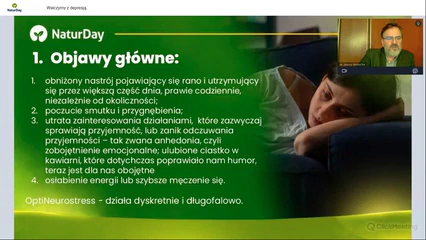 NaturDay
Walczymy z depresją
NaturDay
1. Objawy główne:
1. obniżony nastrój pojawiający się rano i utrzymujący
się przez większą część dnia, prawie codziennie,
niezależnie od okoliczności;
2. poczucie smutku i przygnębienia;
3. utrata zainteresowania działaniami, które zazwyczaj
sprawiają przyjemność, lub zanik odczuwania
przyjemności – tak zwana anhedonia, czyli
zobojętnienie emocjonalne; ulubione ciastko w
kawiarni, które dotychczas poprawiało nam humor,
teraz jest dla nas obojętne
4. osłabienie energii lub szybsze męczenie się.
OptiNeurostress - działa dyskretnie i długofalowo.
ClickMeeting